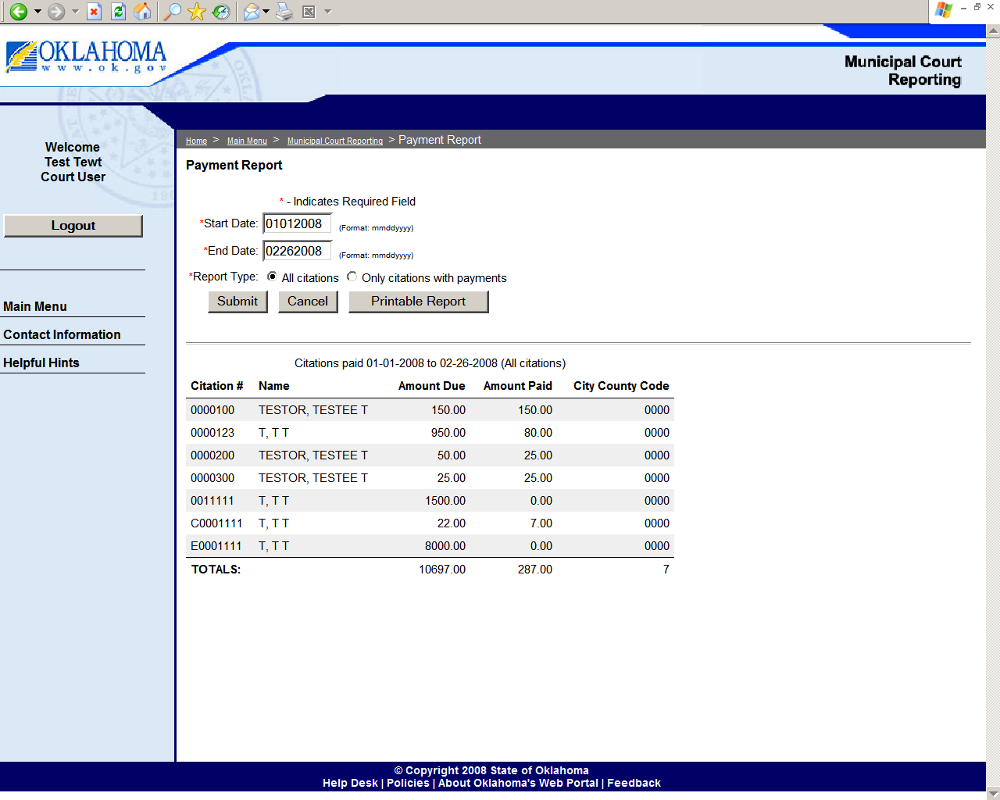 OKLAHOMA
www.ok.gov
Municipal Court
Reporting
Welcome
Test Tewt
Court User
Logout
Main Menu
Contact Information
Helpful Hints
Home > Main Menu > Municipal Court Reporting > Payment Report
Payment Report
* - Indicates Required Field
*Start Date: 01012008 (Format: mmddyyyy)
*End Date: 02262008 (Format: mmddyyyy)
*Report Type: All citations Only citations with payments
Submit Cancel Printable Report
Citations paid 01-01-2008 to 02-26-2008 (All citations)
Citation # Name Amount Due Amount Paid City County Code
0000100 TESTOR, TESTEE T 150.00 150.00 0000
0000123 T, T T 950.00 80.00 0000
0000200 TESTOR, TESTEE T 50.00 25.00 0000
0000300 TESTOR, TESTEE T 25.00 25.00 0000
0011111 T, T T 1500.00 0.00 0000
C0001111 T, T T 22.00 7.00 0000
E0001111 T, T T 8000.00 0.00 0000
TOTALS: 10697.00 287.00 7
© Copyright 2008 State of Oklahoma
Help Desk | Policies | About Oklahoma's Web Portal | Feedback